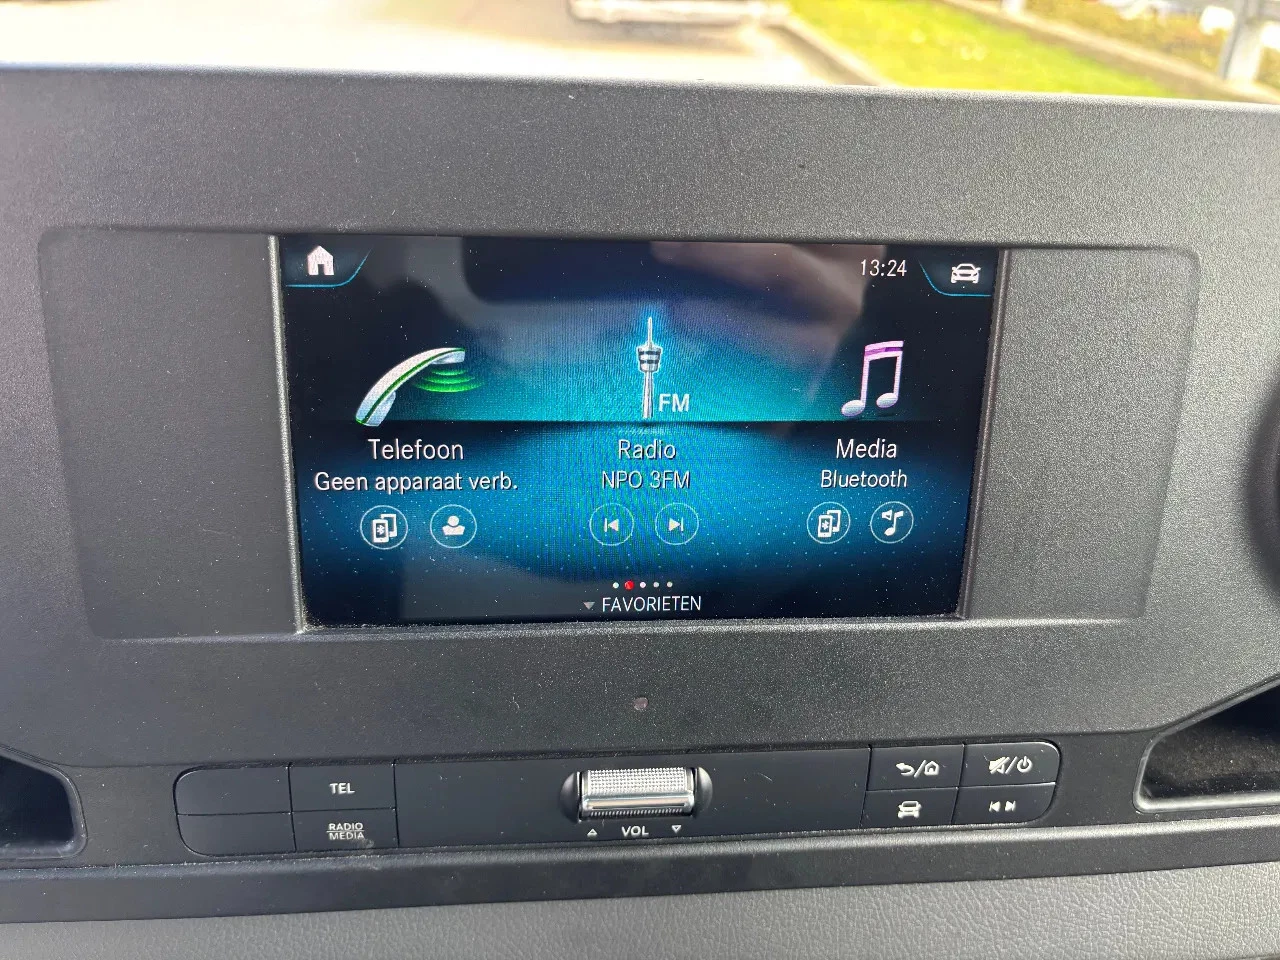 13:24
FM
Telefoon
Geen apparaat verb.
Radio
NPO 3FM
Media
Bluetooth
FAVORIETEN
TEL
RADIO
MEDIA
VOL